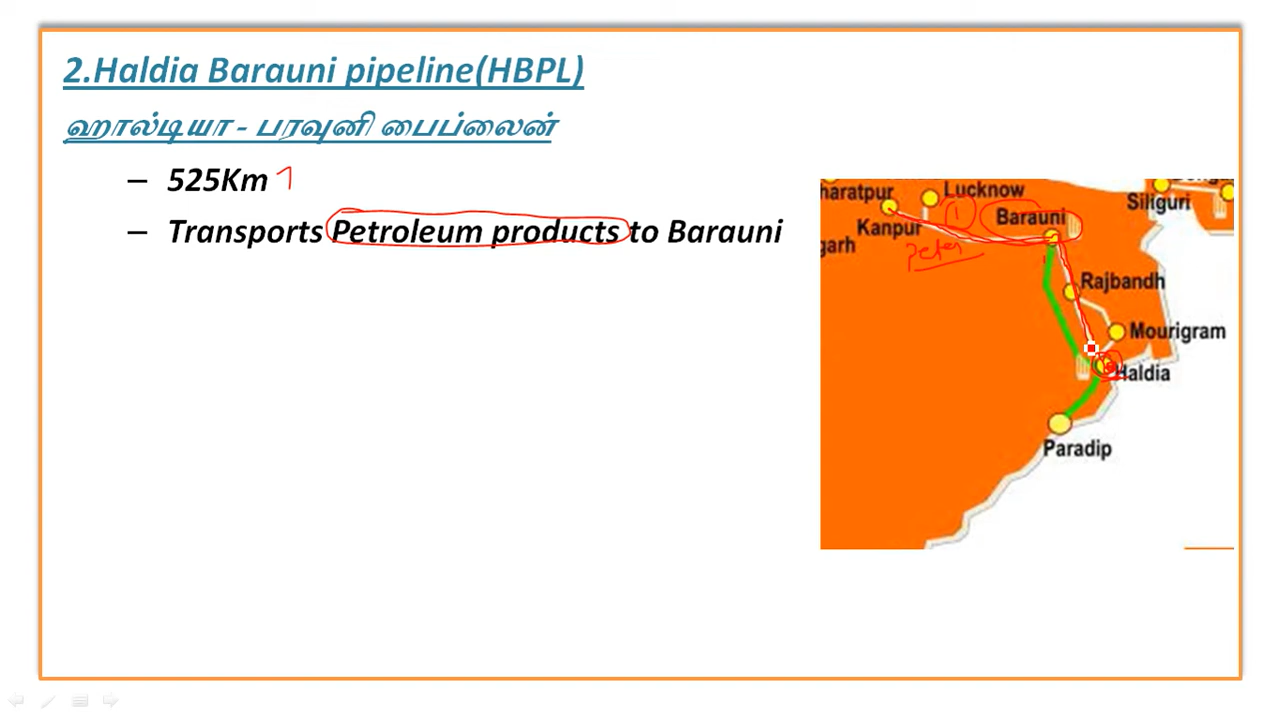 2.Haldia Barauni pipeline(HBPL)
ஹால்டியா - பரவுனி பைப்லைன்
– 525Km
– Transports Petroleum products to Barauni
haratpur
Lucknow
Kanpur
garh
1
Barauni
Siliguri
Rajbandh
Mourigram
Haldia
Paradip